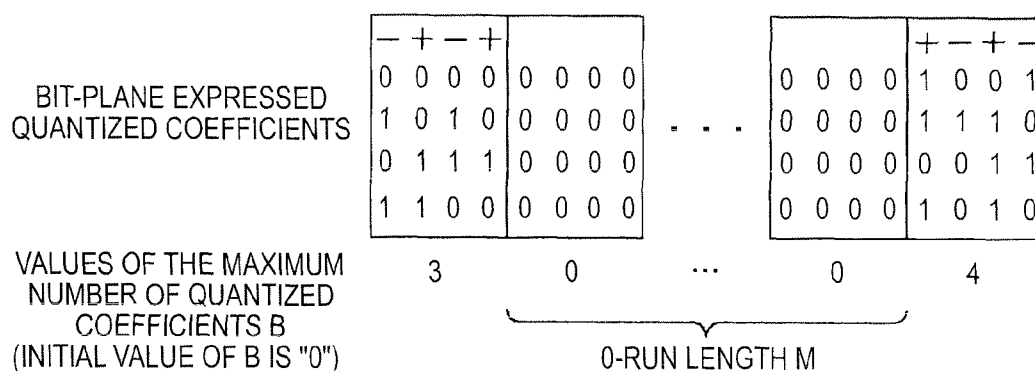 − + − + + − + −
0 0 0 0 0 0 0 0 0 0 0 0 1 0 0 1
BIT-PLANE EXPRESSED
QUANTIZED COEFFICIENTS
1 0 1 0 0 0 0 0 . . . 0 0 0 0 1 1 1 0
0 1 1 1 0 0 0 0 0 0 0 0 0 0 1 1
1 1 0 0 0 0 0 0 0 0 0 0 1 0 1 0
VALUES OF THE MAXIMUM
NUMBER OF QUANTIZED
COEFFICIENTS B
(INITIAL VALUE OF B IS "0")
3 0 ... 0 4
0-RUN LENGTH M